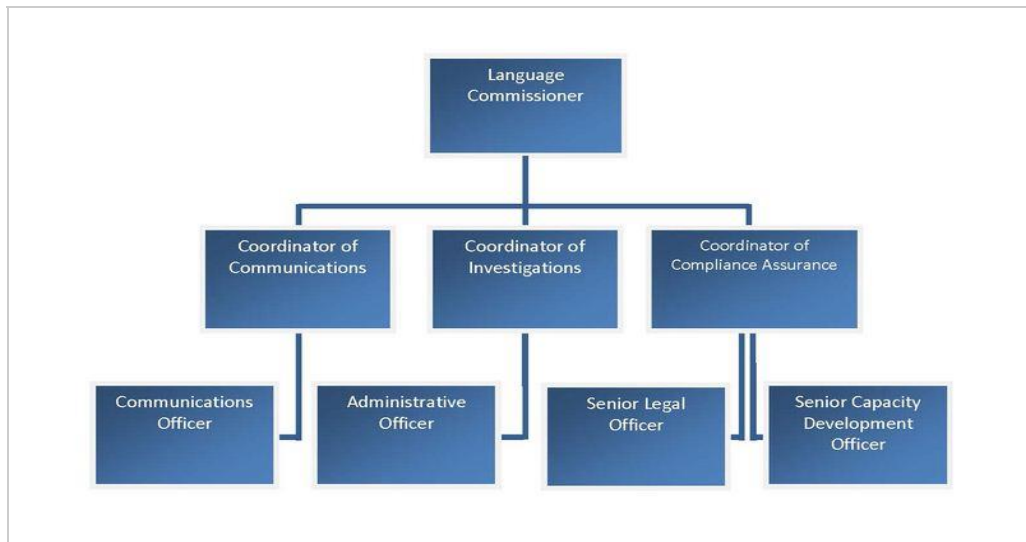 Language
Commissioner
Coordinator of
Communications
Coordinator of
Investigations
Coordinator of
Compliance Assurance
Communications
Officer
Administrative
Officer
Senior Legal
Officer
Senior Capacity
Development
Officer